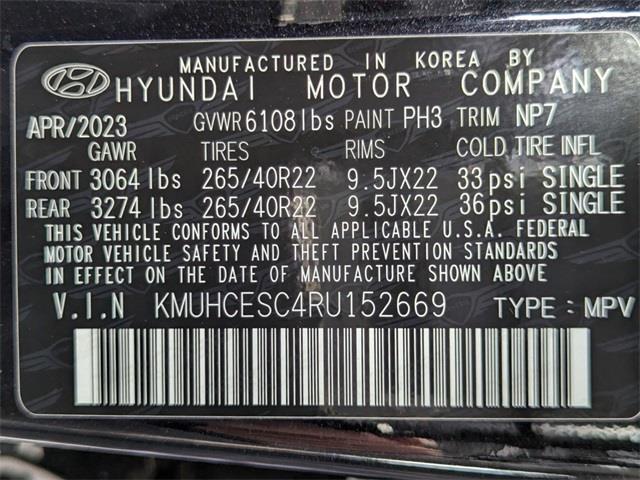 MANUFACTURED IN KOREA BY
HYUNDAI MOTOR COMPANY
APR/2023 GVWR 6108lbs PAINT PH3 TRIM NP7
GAWR TIRES RIMS COLD TIRE INFL
FRONT 3064lbs 265/40R22 9.5JX22 33psi SINGLE
REAR 3274lbs 265/40R22 9.5JX22 36psi SINGLE
THIS VEHICLE CONFORMS TO ALL APPLICABLE U.S.A. FEDERAL
MOTOR VEHICLE SAFETY AND THEFT PREVENTION STANDARDS
IN EFFECT ON THE DATE OF MANUFACTURE SHOWN ABOVE.
V.I.N KMUHCESC4RU152669 TYPE: MPV